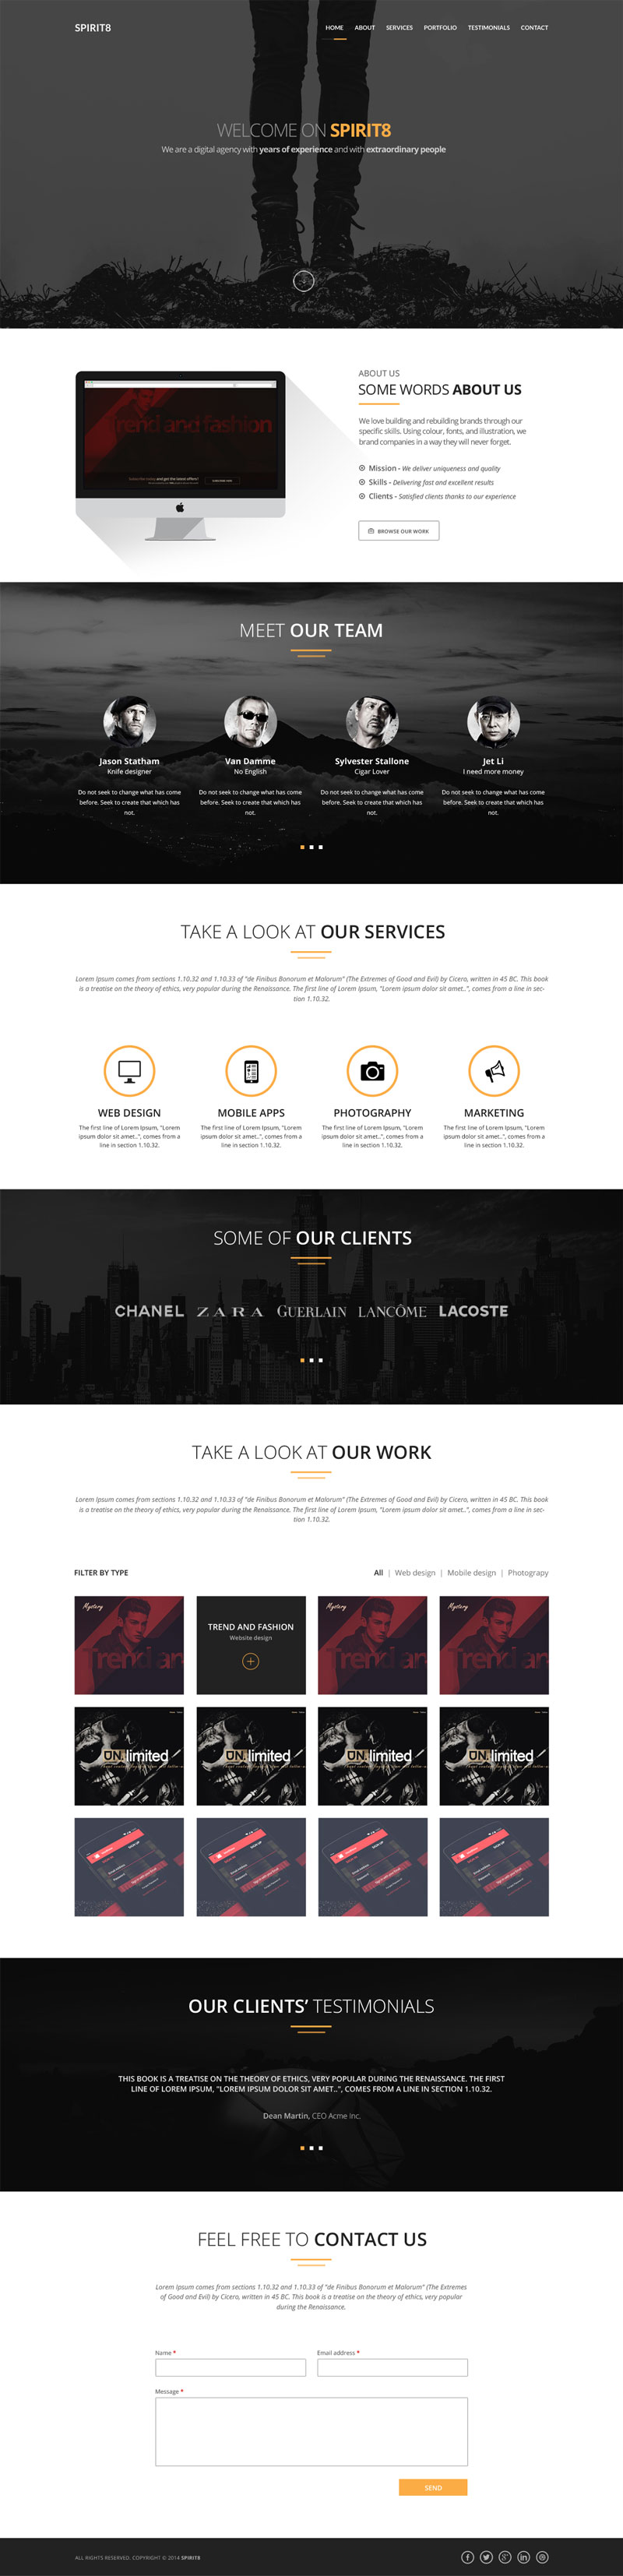 SPIRIT8
HOME ABOUT SERVICES PORTFOLIO TESTIMONIALS CONTACT
WELCOME ON SPIRIT8
We are a digital agency with years of experience and with extraordinary people
Trend and fashion
Subscribe today and get the latest offers!
SUBSCRIBE NOW
ABOUT US
SOME WORDS ABOUT US
We love building and rebuilding brands through our
specific skills. Using colour, fonts, and illustration, we
brand companies in a way they will never forget.
Mission - We deliver uniqueness and quality
Skills - Delivering fast and excellent results
Clients - Satisfied clients thanks to our experience
BROWSE OUR WORK
MEET OUR TEAM
Jason Statham
Knife designer
Do not seek to change what has come
before. Seek to create that which has
not.
Van Damme
No English
Do not seek to change what has come
before. Seek to create that which has
not.
Sylvester Stallone
Cigar Lover
Do not seek to change what has come
before. Seek to create that which has
not.
Jet Li
I need more money
Do not seek to change what has come
before. Seek to create that which has
not.
TAKE A LOOK AT OUR SERVICES
Lorem Ipsum comes from sections 1.10.32 and 1.10.33 of "de Finibus Bonorum et Malorum" (The Extremes of Good and Evil) by Cicero, written in 45 BC. This book
is a treatise on the theory of ethics, very popular during the Renaissance. The first line of Lorem Ipsum, "Lorem ipsum dolor sit amet..", comes from a line in sec-
tion 1.10.32.
WEB DESIGN
The first line of Lorem Ipsum, "Lorem
ipsum dolor sit amet..", comes from a
line in section 1.10.32.
MOBILE APPS
The first line of Lorem Ipsum, "Lorem
ipsum dolor sit amet..", comes from a
line in section 1.10.32.
PHOTOGRAPHY
The first line of Lorem Ipsum, "Lorem
ipsum dolor sit amet..", comes from a
line in section 1.10.32.
MARKETING
The first line of Lorem Ipsum, "Lorem
ipsum dolor sit amet..", comes from a
line in section 1.10.32.
SOME OF OUR CLIENTS
CHANEL ZARA GUERLAIN LANCÔME LACOSTE
TAKE A LOOK AT OUR WORK
Lorem Ipsum comes from sections 1.10.32 and 1.10.33 of "de Finibus Bonorum et Malorum" (The Extremes of Good and Evil) by Cicero, written in 45 BC. This book
is a treatise on the theory of ethics, very popular during the Renaissance. The first line of Lorem Ipsum, "Lorem ipsum dolor sit amet..", comes from a line in sec-
tion 1.10.32.
FILTER BY TYPE
All | Web design | Mobile design | Photograpy
Mystery
Trend an
TREND AND FASHION
Website design
Mystery
Trend an
Mystery
Trend an
UN.limited
UN.limited
UN.limited
UN.limited
SIGN UP
SIGN UP
SIGN UP
SIGN UP
OUR CLIENTS' TESTIMONIALS
THIS BOOK IS A TREATISE ON THE THEORY OF ETHICS, VERY POPULAR DURING THE RENAISSANCE. THE FIRST
LINE OF LOREM IPSUM, "LOREM IPSUM DOLOR SIT AMET..", COMES FROM A LINE IN SECTION 1.10.32.
Dean Martin, CEO Acme Inc.
FEEL FREE TO CONTACT US
Lorem Ipsum comes from sections 1.10.32 and 1.10.33 of "de Finibus Bonorum et Malorum" (The Extremes
of Good and Evil) by Cicero, written in 45 BC. This book is a treatise on the theory of ethics, very popular
during the Renaissance.
Name *
Email address *
Message *
SEND
ALL RIGHTS RESERVED. COPYRIGHT © 2014 SPIRIT8